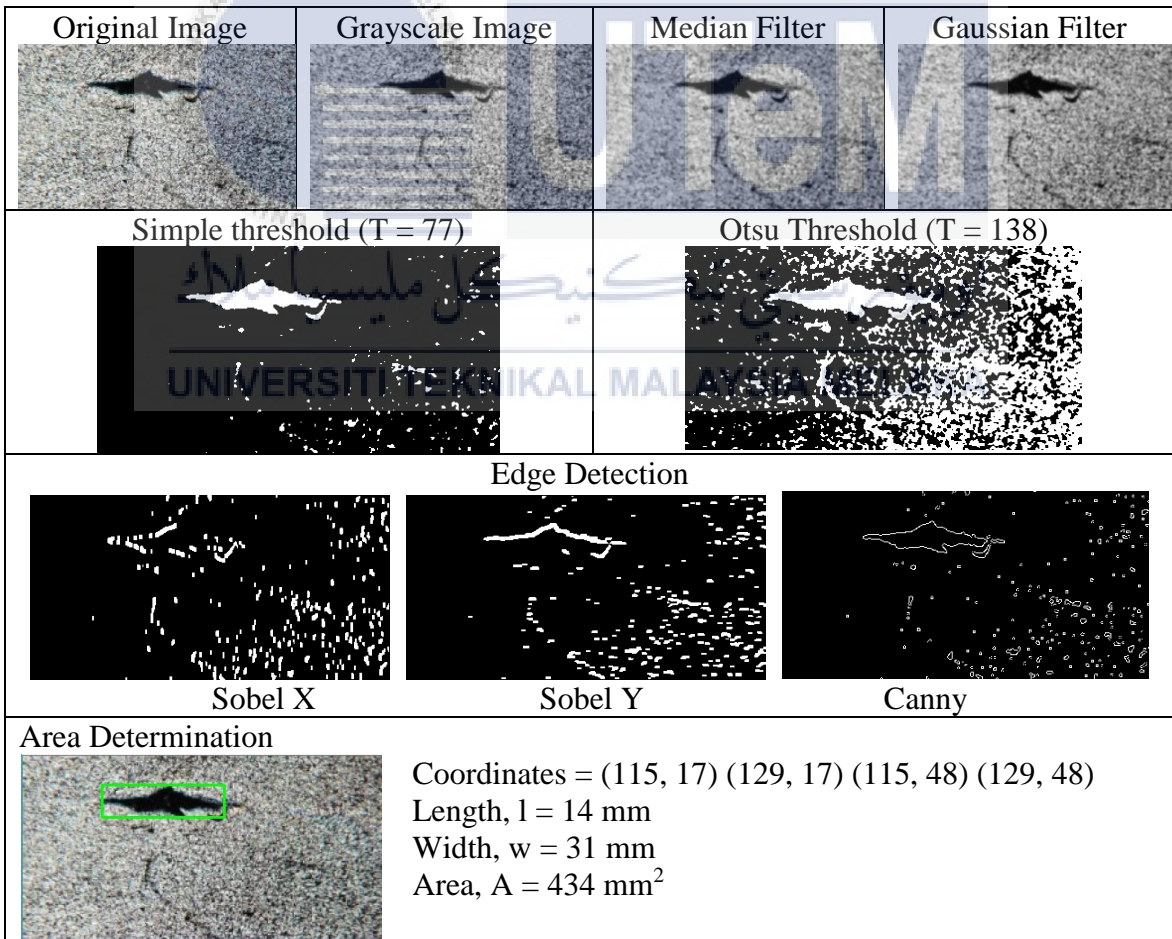 Original Image
Grayscale Image
Median Filter
Gaussian Filter
UTeM
Simple threshold (T = 77)
Otsu Threshold (T = 138)
UNIVERSITI TEKNIKAL MALAYSIA MELAKA
Edge Detection
Sobel X
Sobel Y
Canny
Area Determination
Coordinates = (115, 17) (129, 17) (115, 48) (129, 48)
Length, l = 14 mm
Width, w = 31 mm
Area, A = 434 mm²